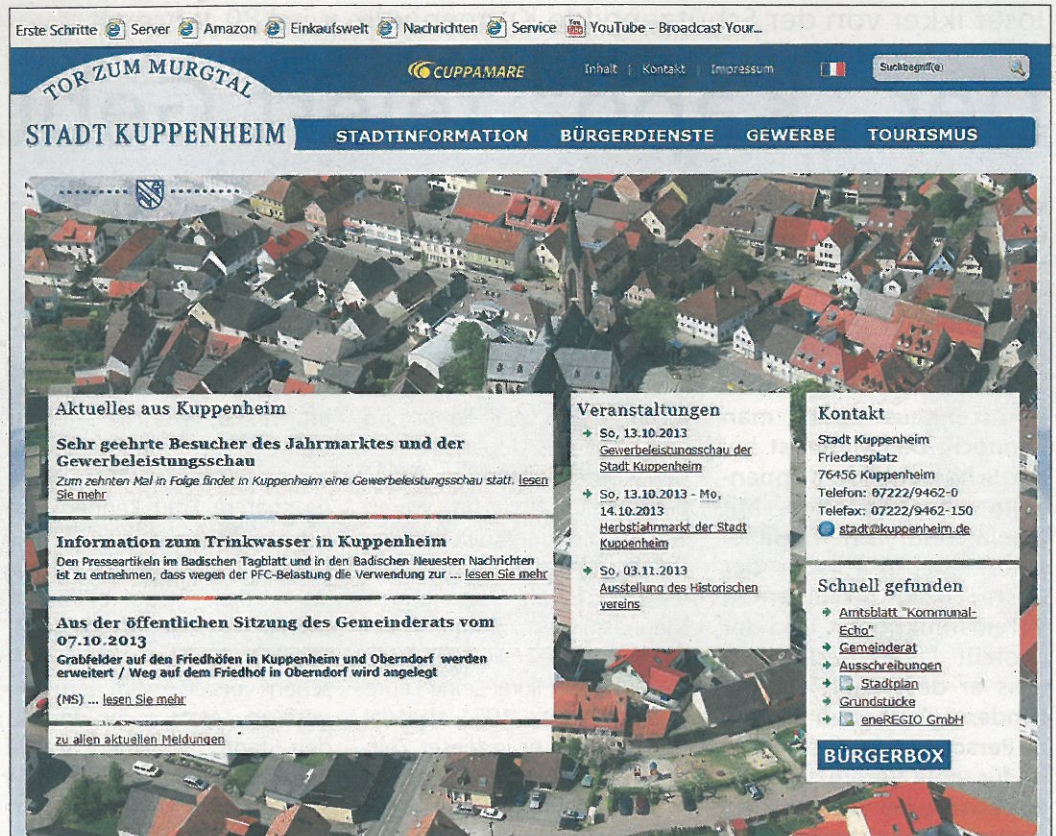 Erste Schritte Server Amazon Einkaufswelt Nachrichten Service YouTube - Broadcast Your...
TOR ZUM MURGTAL
CUPPAMARE
Inhalt | Kontakt | Impressum
Suchbegriff(e)
STADT KUPPENHEIM
STADTINFORMATION BÜRGERDIENSTE GEWERBE TOURISMUS
Aktuelles aus Kuppenheim
Sehr geehrte Besucher des Jahrmarktes und der
Gewerbeleistungsschau
Zum zehnten Mal in Folge findet in Kuppenheim eine Gewerbeleistungsschau statt. lesen
Sie mehr
Information zum Trinkwasser in Kuppenheim
Den Presseartikeln im Badischen Tagblatt und in den Badischen Neuesten Nachrichten
ist zu entnehmen, dass wegen der PFC-Belastung die Verwendung zur ... lesen Sie mehr
Aus der öffentlichen Sitzung des Gemeinderats vom
07.10.2013
Grabfelder auf den Friedhöfen in Kuppenheim und Oberndorf werden
erweitert / Weg auf dem Friedhof in Oberndorf wird angelegt
(MS) ... lesen Sie mehr
zu allen aktuellen Meldungen
Veranstaltungen
So, 13.10.2013
Gewerbeleistungsschau der
Stadt Kuppenheim
So, 13.10.2013 - Mo,
14.10.2013
Herbstjahrmarkt der Stadt
Kuppenheim
So, 03.11.2013
Ausstellung des Historischen
vereins
Kontakt
Stadt Kuppenheim
Friedensplatz
76456 Kuppenheim
Telefon: 07222/9462-0
Telefax: 07222/9462-150
stadt@kuppenheim.de
Schnell gefunden
Amtsblatt "Kommunal-
Echo"
Gemeinderat
Ausschreibungen
Stadtplan
Grundstücke
eneREGIO GmbH
BÜRGERBOX